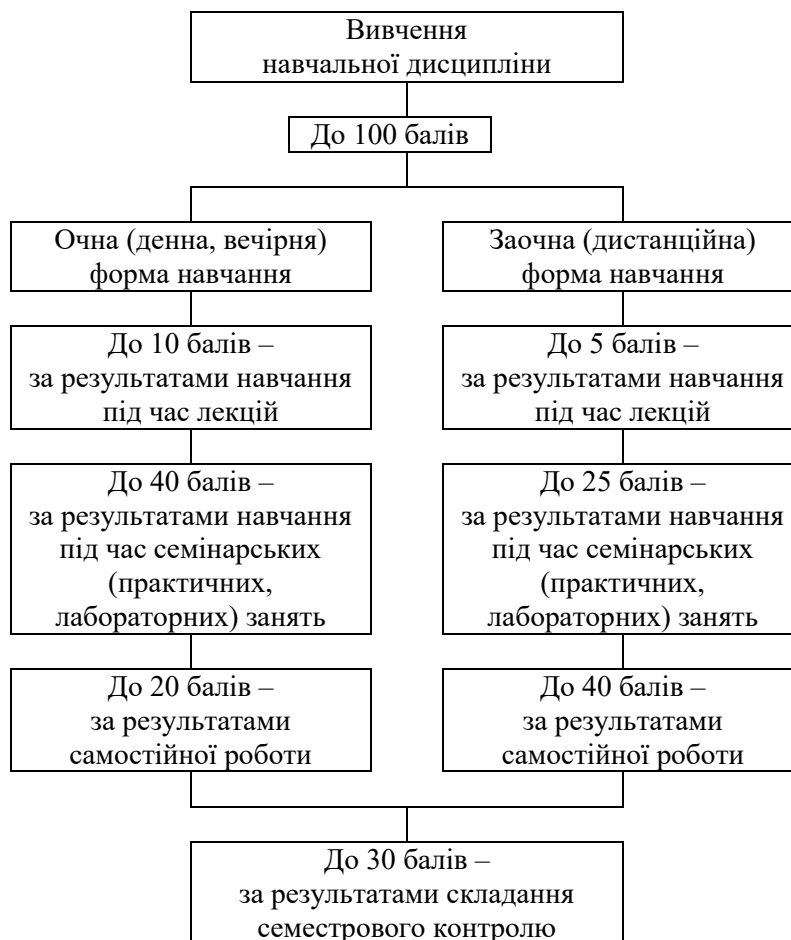 Вивчення
навчальної дисципліни
До 100 балів
Очна (денна, вечірня)
форма навчання
До 10 балів –
за результатами навчання
під час лекцій
До 40 балів –
за результатами навчання
під час семінарських
(практичних,
лабораторних) занять
До 20 балів –
за результатами
самостійної роботи
Заочна (дистанційна)
форма навчання
До 5 балів –
за результатами навчання
під час лекцій
До 25 балів –
за результатами навчання
під час семінарських
(практичних,
лабораторних) занять
До 40 балів –
за результатами
самостійної роботи
До 30 балів –
за результатами складання
семестрового контролю